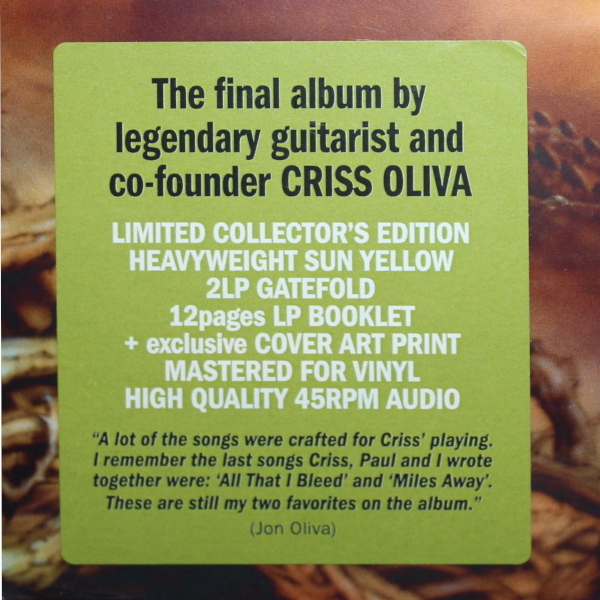 The final album by
legendary guitarist and
co-founder CRISS OLIVA
LIMITED COLLECTOR'S EDITION
HEAVYWEIGHT SUN YELLOW
2LP GATEFOLD
12pages LP BOOKLET
+ exclusive COVER ART PRINT
MASTERED FOR VINYL
HIGH QUALITY 45RPM AUDIO
“A lot of the songs were crafted for Criss’ playing.
I remember the last songs Criss, Paul and I wrote
together were: ‘All That I Bleed’ and ‘Miles Away’.
These are still my two favorites on the album.”
(Jon Oliva)